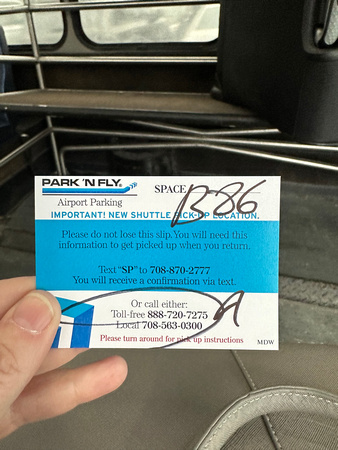 PARK 'N FLY®
Airport Parking
SPACE B86
IMPORTANT! NEW SHUTTLE PICK-UP LOCATION.
Please do not lose this slip. You will need this
information to get picked up when you return.
Text "SP" to 708-870-2777
You will receive a confirmation via text.
Or call either:
Toll-free 888-720-7275
Local 708-563-0300
Please turn around for pick up instructions
MDW